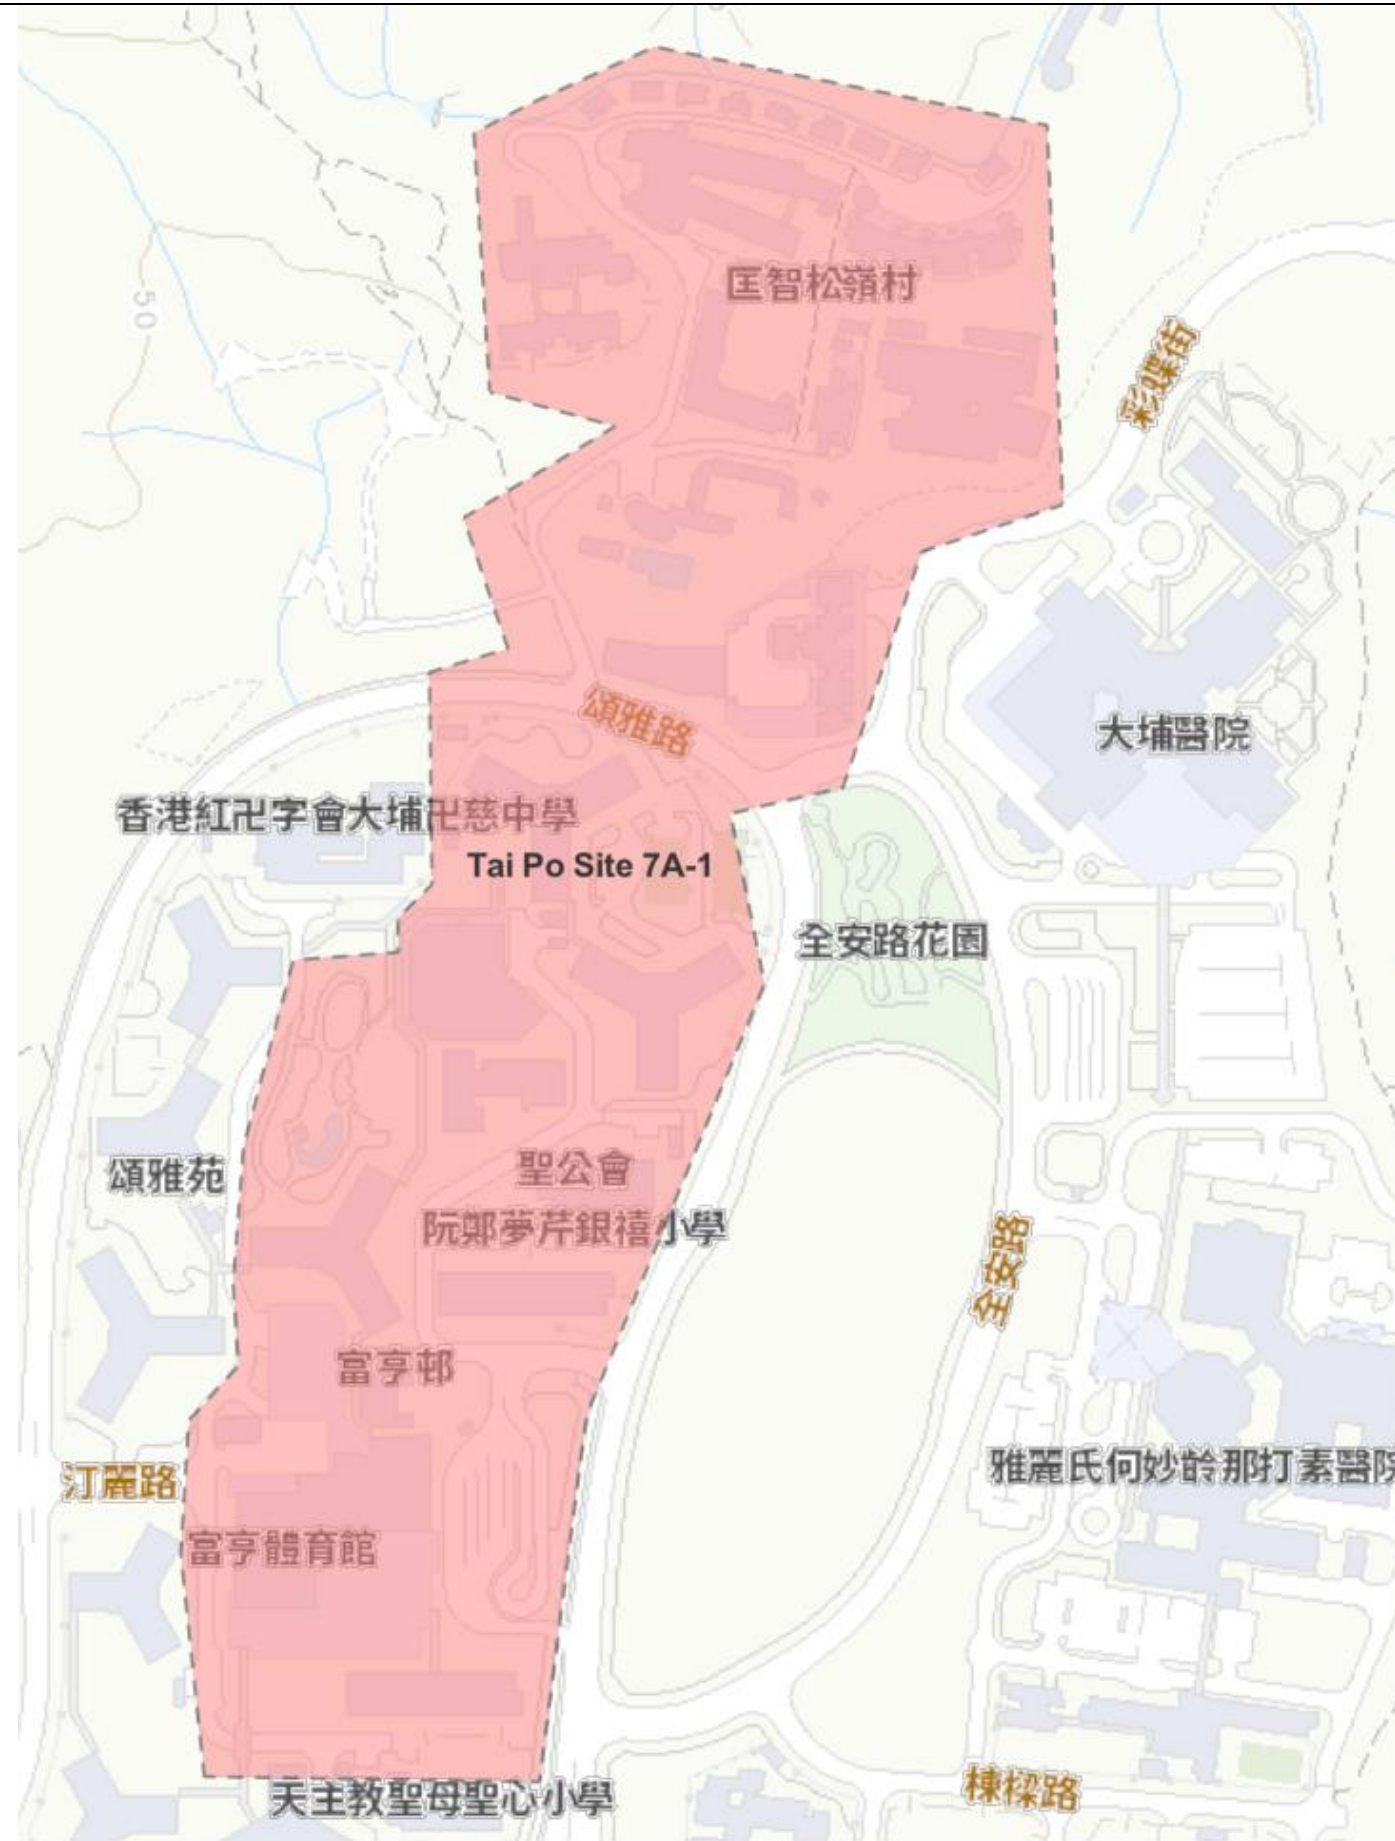 匡智松嶺村
50
彩蝶街
頌雅路
大埔醫院
香港紅卍字會大埔卍慈中學
Tai Po Site 7A-1
全安路花園
聖公會
阮鄭夢芹銀禧小學
頌雅苑
全安路
富亨邨
雅麗氏何妙齡那打素醫院
汀麗路
富亨體育館
棟樑路
天主教聖母聖心小學